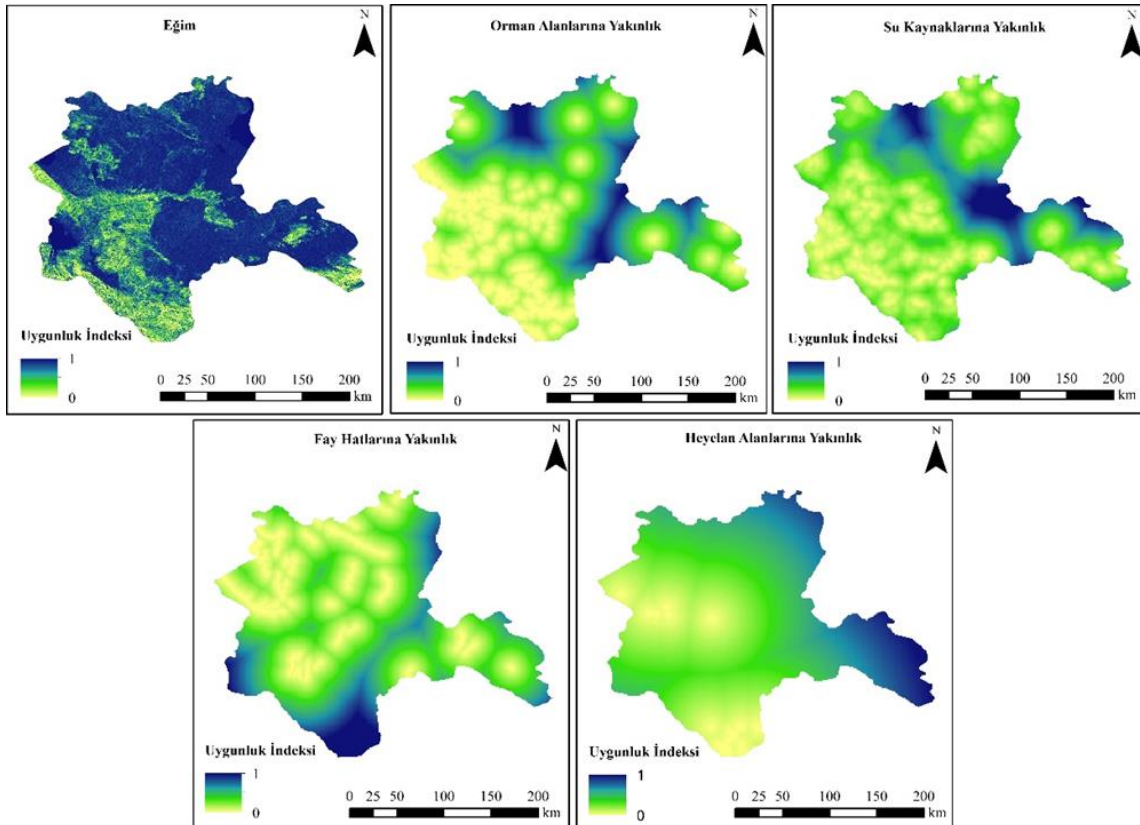 Eğim
N
Uygunluk İndeksi
1
0
0 25 50 100 150 200
km
Orman Alanlarına Yakınlık
N
Uygunluk İndeksi
1
0
0 25 50 100 150 200
km
Su Kaynaklarına Yakınlık
N
Uygunluk İndeksi
1
0
0 25 50 100 150 200
km
Fay Hatlarına Yakınlık
N
Uygunluk İndeksi
1
0
0 25 50 100 150 200
km
Heyelan Alanlarına Yakınlık
N
Uygunluk İndeksi
1
0
0 25 50 100 150 200
km